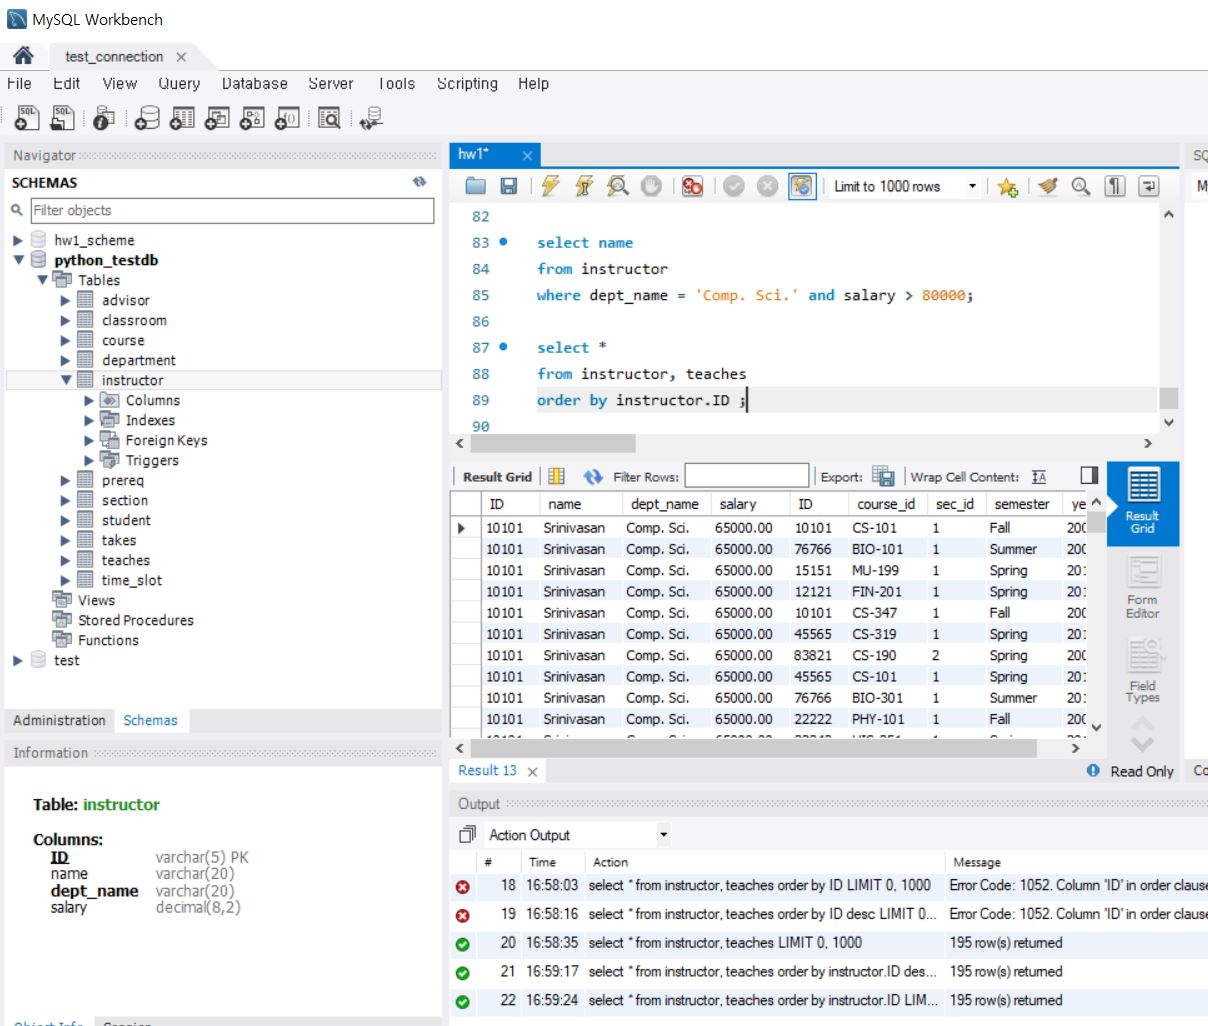 MySQL Workbench
test_connection
File Edit View Query Database Server Tools Scripting Help
Navigator
SCHEMAS
Filter objects
hw1_scheme
python_testdb
Tables
advisor
classroom
course
department
instructor
Columns
Indexes
Foreign Keys
Triggers
prereq
section
student
takes
teaches
time_slot
Views
Stored Procedures
Functions
test
Administration Schemas
Information
Table: instructor
Columns:
ID varchar(5) PK
name varchar(20)
dept_name varchar(20)
salary decimal(8,2)
hw1*
Limit to 1000 rows
82
83 select name
84 from instructor
85 where dept_name = 'Comp. Sci.' and salary > 80000;
86
87 select *
88 from instructor, teaches
89 order by instructor.ID ;
90
Result Grid Filter Rows: Export: Wrap Cell Content:
ID name dept_name salary ID course_id sec_id semester ye
10101 Srinivasan Comp. Sci. 65000.00 10101 CS-101 1 Fall 200
10101 Srinivasan Comp. Sci. 65000.00 76766 BIO-101 1 Summer 200
10101 Srinivasan Comp. Sci. 65000.00 15151 MU-199 1 Spring 201
10101 Srinivasan Comp. Sci. 65000.00 12121 FIN-201 1 Spring 201
10101 Srinivasan Comp. Sci. 65000.00 10101 CS-347 1 Fall 200
10101 Srinivasan Comp. Sci. 65000.00 45565 CS-319 1 Spring 201
10101 Srinivasan Comp. Sci. 65000.00 83821 CS-190 2 Spring 200
10101 Srinivasan Comp. Sci. 65000.00 45565 CS-101 1 Spring 201
10101 Srinivasan Comp. Sci. 65000.00 76766 BIO-301 1 Summer 201
10101 Srinivasan Comp. Sci. 65000.00 22222 PHY-101 1 Fall 200
Result Grid
Form Editor
Field Types
Result 13
Read Only
Output
Action Output
# Time Action Message
18 16:58:03 select * from instructor, teaches order by ID LIMIT 0, 1000 Error Code: 1052. Column 'ID' in order clause
19 16:58:16 select * from instructor, teaches order by ID desc LIMIT 0... Error Code: 1052. Column 'ID' in order clause
20 16:58:35 select * from instructor, teaches LIMIT 0, 1000 195 row(s) returned
21 16:59:17 select * from instructor, teaches order by instructor.ID des... 195 row(s) returned
22 16:59:24 select * from instructor, teaches order by instructor.ID LIM... 195 row(s) returned